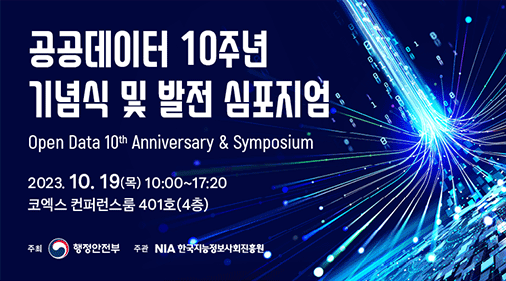 공공데이터 10주년
기념식 및 발전 심포지엄
Open Data 10th Anniversary & Symposium
2023. 10. 19(목) 10:00~17:20
코엑스 컨퍼런스룸 401호(4층)
주최 행정안전부 주관 NIA 한국지능정보사회진흥원